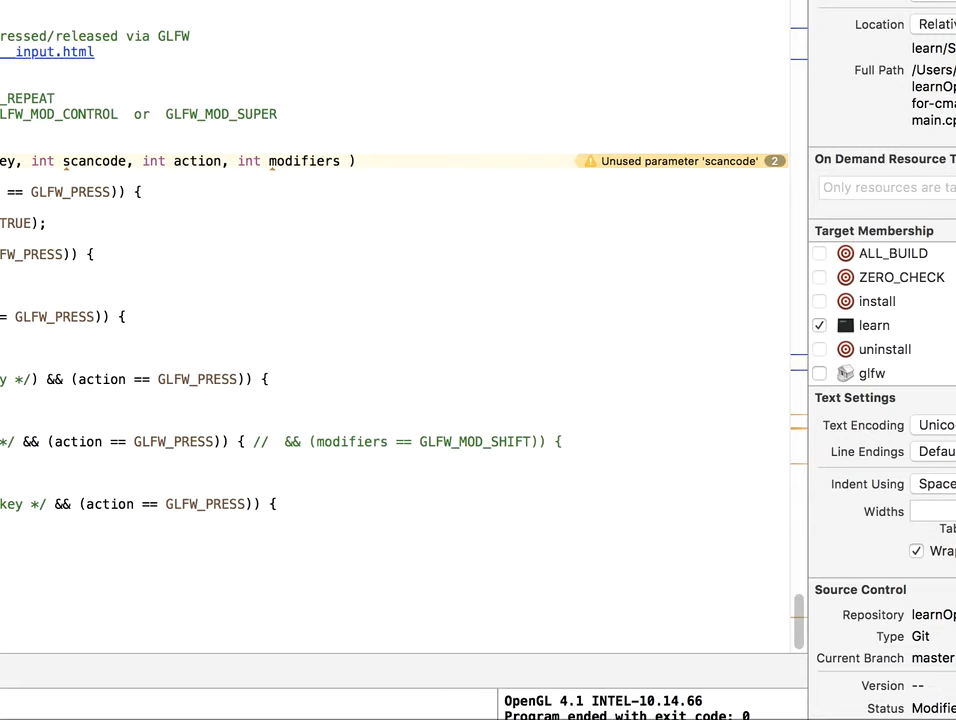 ressed/released via GLFW
__input.html
_REPEAT
LFW_MOD_CONTROL or GLFW_MOD_SUPER
ey, int scancode, int action, int modifiers )
Unused parameter 'scancode' 2
== GLFW_PRESS)) {
TRUE);
FW_PRESS)) {
= GLFW_PRESS)) {
y */) && (action == GLFW_PRESS)) {
*/ && (action == GLFW_PRESS)) { // && (modifiers == GLFW_MOD_SHIFT)) {
key */ && (action == GLFW_PRESS)) {
OpenGL 4.1 INTEL-10.14.66
Program ended with exit code: 0
Location Relativ
learn/S
Full Path /Users/
learnOp
for-cma
main.cp
On Demand Resource T
Only resources are ta
Target Membership
ALL_BUILD
ZERO_CHECK
install
learn
uninstall
glfw
Text Settings
Text Encoding Unico
Line Endings Defau
Indent Using Space
Widths
Tab
Wrap
Source Control
Repository learnOp
Type Git
Current Branch master
Version --
Status Modifie